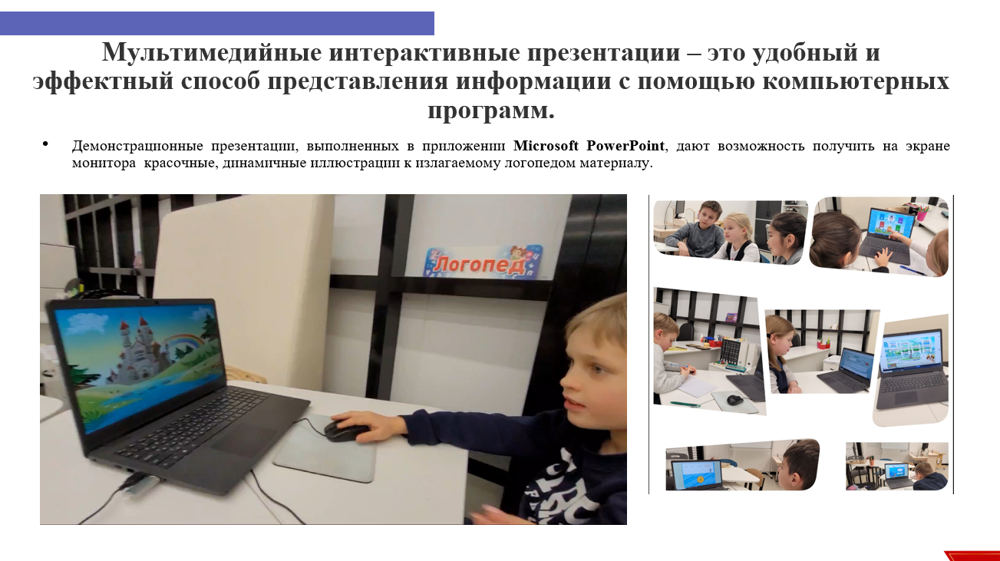 Мультимедийные интерактивные презентации – это удобный и
эффектный способ представления информации с помощью компьютерных
программ.
• Демонстрационные презентации, выполненных в приложении Microsoft PowerPoint, дают возможность получить на экране
монитора красочные, динамичные иллюстрации к излагаемому логопедом материалу.
Логопед